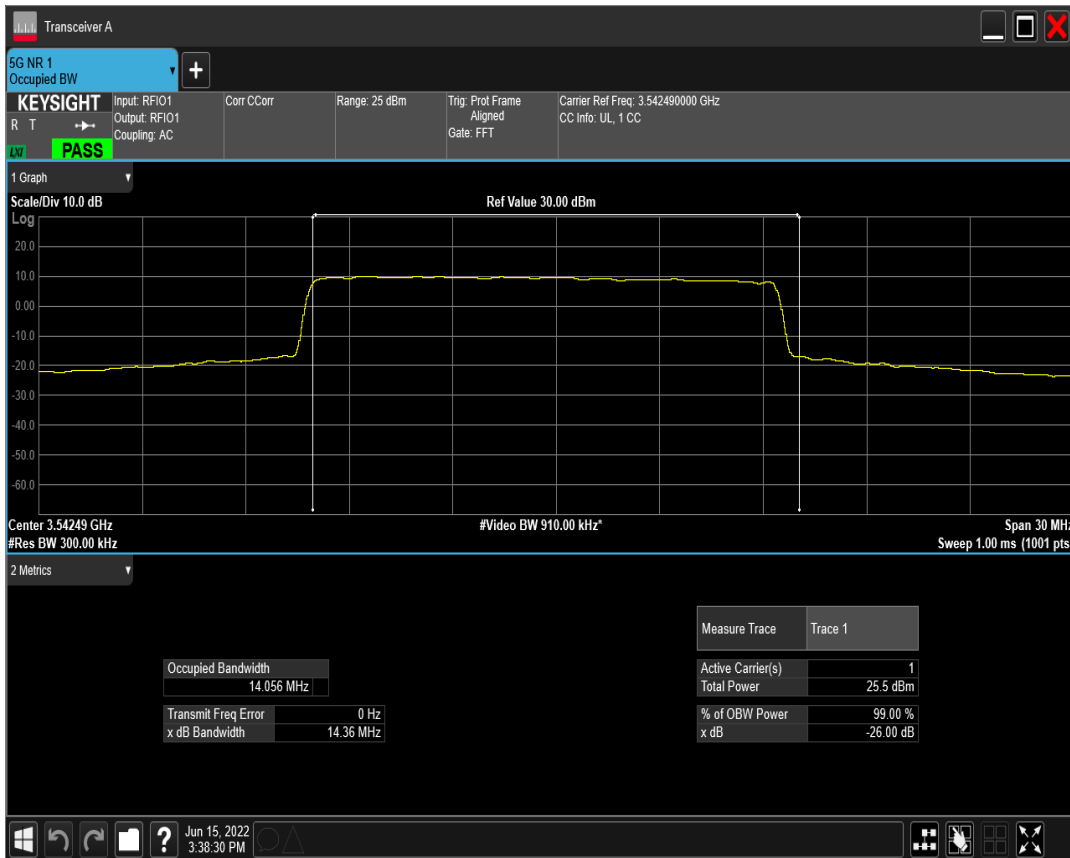 Transceiver A
5G NR 1
Occupied BW
+
KEYSIGHT
R T
LXI
PASS
Input: RFIO1
Output: RFIO1
Coupling: AC
Corr CCorr
Range: 25 dBm
Trig: Prot Frame
Aligned
Gate: FFT
Carrier Ref Freq: 3.542490000 GHz
CC Info: UL, 1 CC
1 Graph
Scale/Div 10.0 dB
Ref Value 30.00 dBm
Log
20.0
10.0
0.00
-10.0
-20.0
-30.0
-40.0
-50.0
-60.0
Center 3.54249 GHz
#Video BW 910.00 kHz*
Span 30 MHz
#Res BW 300.00 kHz
Sweep 1.00 ms (1001 pts
2 Metrics
Measure Trace Trace 1
Occupied Bandwidth
14.056 MHz
Active Carrier(s) 1
Total Power 25.5 dBm
Transmit Freq Error 0 Hz
x dB Bandwidth 14.36 MHz
% of OBW Power 99.00 %
x dB -26.00 dB
?
Jun 15, 2022
3:38:30 PM